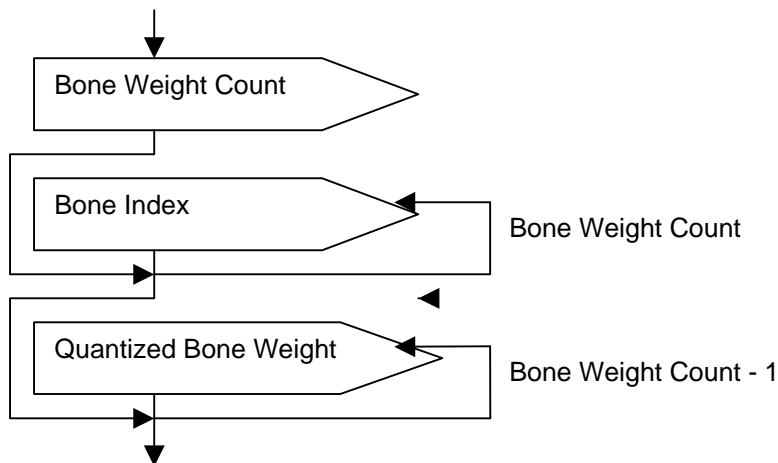 Bone Weight Count
Bone Index
Bone Weight Count
Quantized Bone Weight
Bone Weight Count - 1